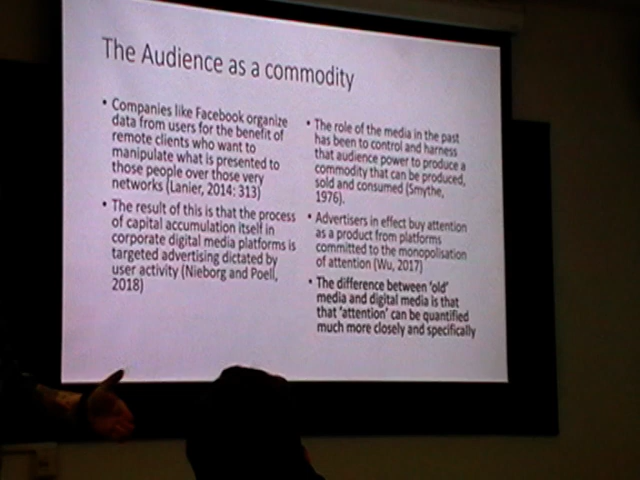 The Audience as a commodity
• Companies like Facebook organize
data from users for the benefit of
remote clients who want to
manipulate what is presented to
those people over those very
networks (Lanier, 2014: 313)
• The result of this is that the process
of capital accumulation itself in
corporate digital media platforms is
targeted advertising dictated by
user activity (Nieborg and Poell,
2018)
• The role of the media in the past
has been to control and harness
that audience power to produce a
commodity that can be produced,
sold and consumed (Smythe,
1976).
• Advertisers in effect buy attention
as a product from platforms
committed to the monopolisation
of attention (Wu, 2017)
• The difference between ‘old’
media and digital media is that
that ‘attention’ can be quantified
much more closely and specifically